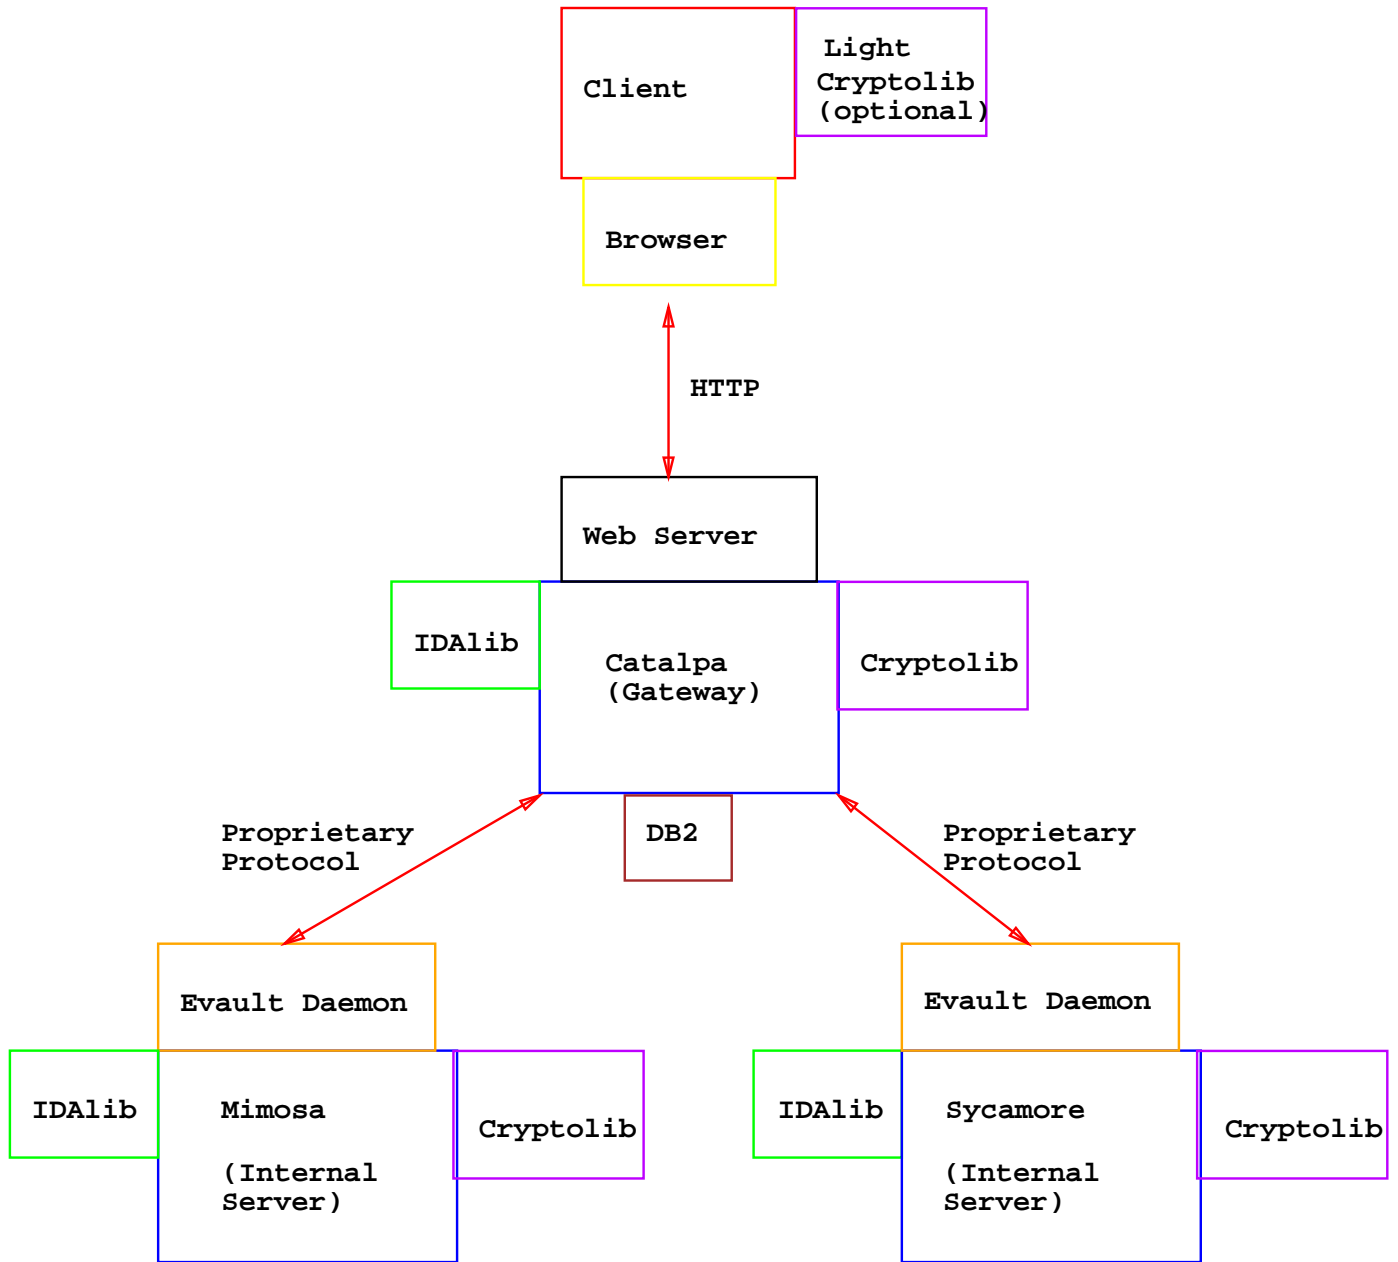 Client
Light
Cryptolib
(optional)
Browser
HTTP
Web Server
IDAlib
Catalpa
(Gateway)
Cryptolib
Proprietary
Protocol
DB2
Proprietary
Protocol
Evault Daemon
Evault Daemon
IDAlib
Mimosa
(Internal
Server)
Cryptolib
IDAlib
Sycamore
(Internal
Server)
Cryptolib